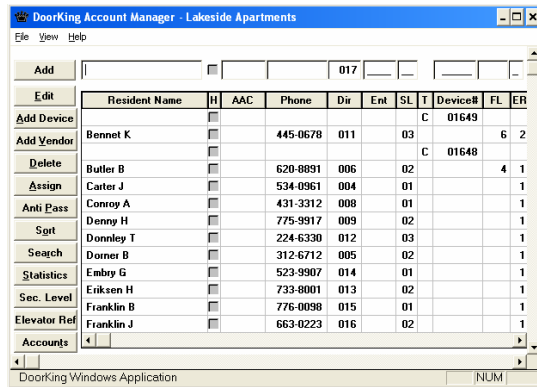 DoorKing Account Manager - Lakeside Apartments
File View Help
Add 017
Edit Resident Name H AAC Phone Dir Ent SL T Device# FL ER
Add Device C 01649
Add Vendor Bennet K 445-0678 011 03 6 2
C 01648
Delete Butler B 620-8891 006 02 4 1
Assign Carter J 534-0961 004 01 1
Anti Pass Conroy A 431-3312 008 01 1
Denny H 775-9917 009 02 1
Sort Donnley T 224-6330 012 03 1
Search Dorner B 312-6712 005 02 1
Statistics Embry G 523-9907 014 01 1
Sec. Level Eriksen H 733-8001 013 02 1
Franklin B 776-0098 015 01 1
Elevator Ref Franklin J 663-0223 016 02 1
Accounts
DoorKing Windows Application NUM